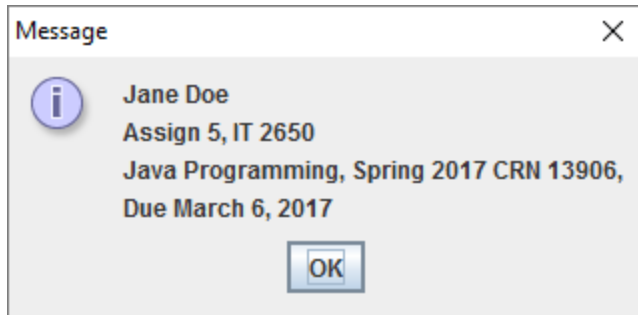 Message
Jane Doe
Assign 5, IT 2650
Java Programming, Spring 2017 CRN 13906,
Due March 6, 2017
OK